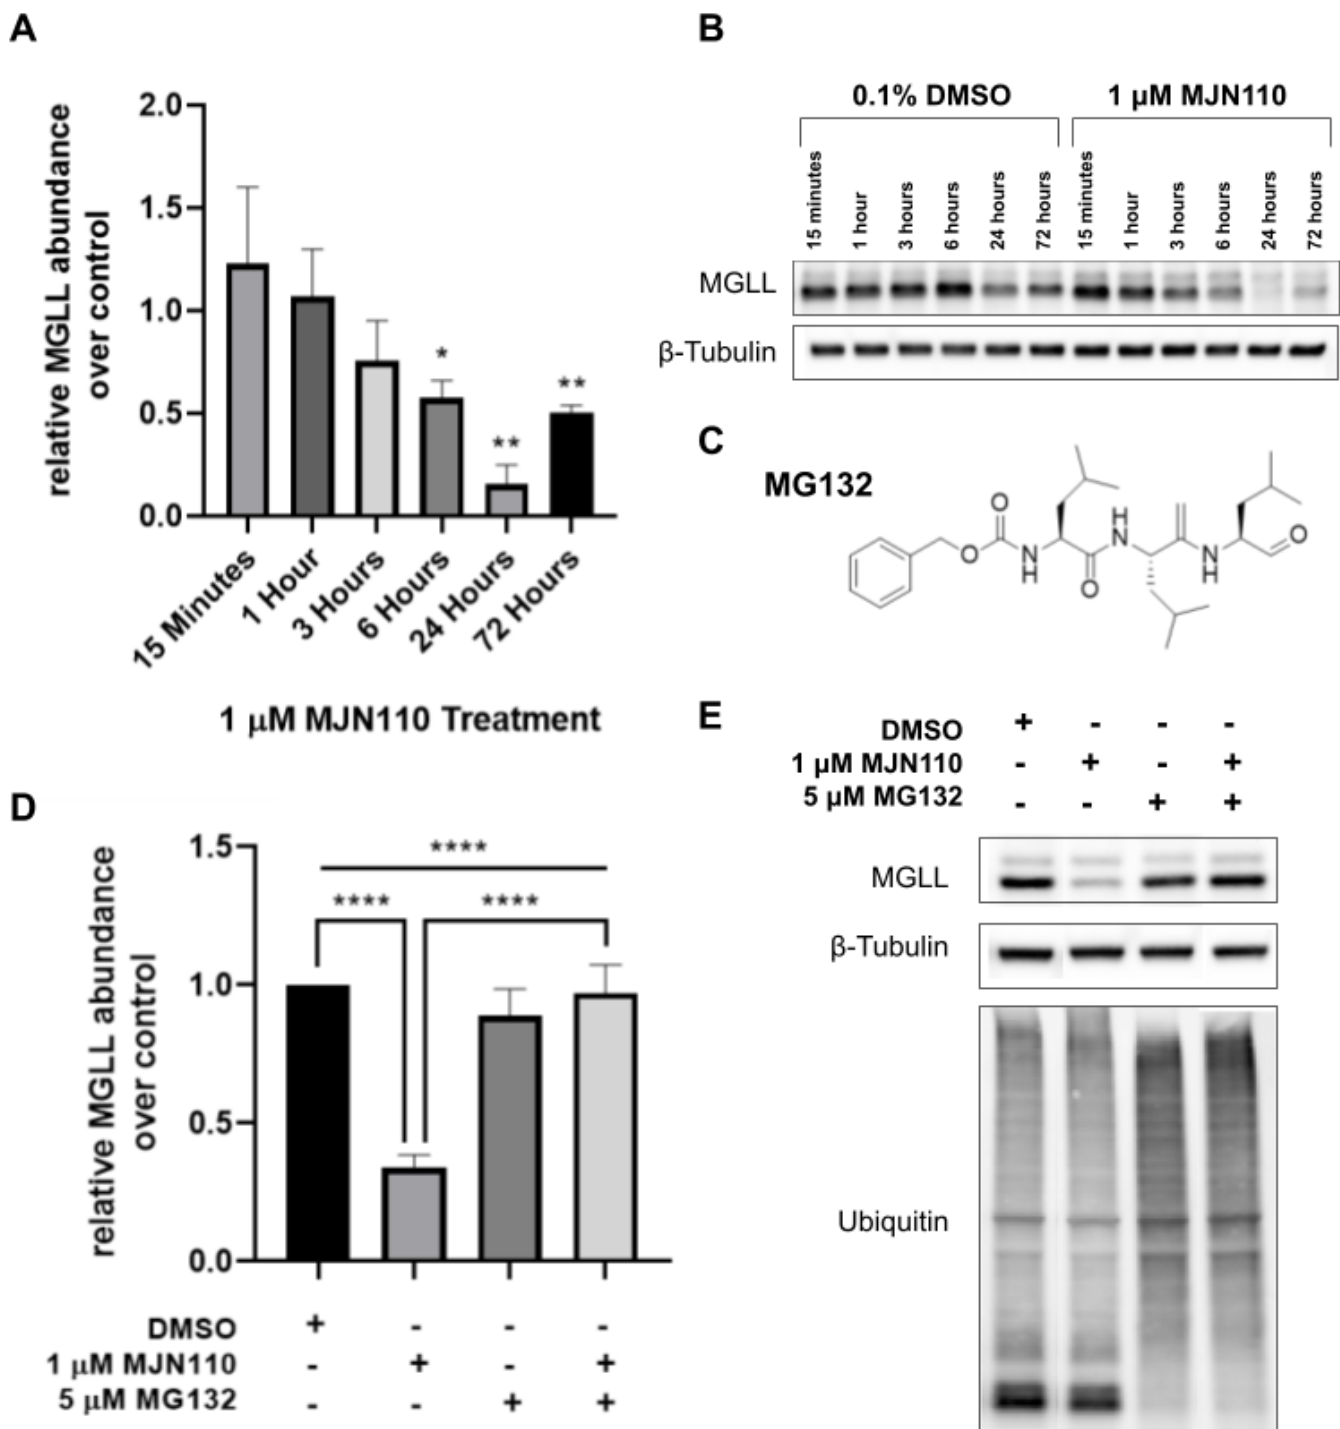 A
relative MGLL abundance
over control
2.0
1.5
1.0
0.5
0.0
*
**
**
15 Minutes
1 Hour
3 Hours
6 Hours
24 Hours
72 Hours
1 μM MJN110 Treatment
B
0.1% DMSO
1 μM MJN110
15 minutes
1 hour
3 hours
6 hours
24 hours
72 hours
15 minutes
1 hour
3 hours
6 hours
24 hours
72 hours
MGLL
β-Tubulin
C
MG132
O
O
N
H
O
H
N
N
H
O
D
relative MGLL abundance
over control
1.5
1.0
0.5
0.0
****
**** ****
DMSO + - - -
1 μM MJN110 - + - +
5 μM MG132 - - + +
E
DMSO + - - -
1 μM MJN110 - + - +
5 μM MG132 - - + +
MGLL
β-Tubulin
Ubiquitin